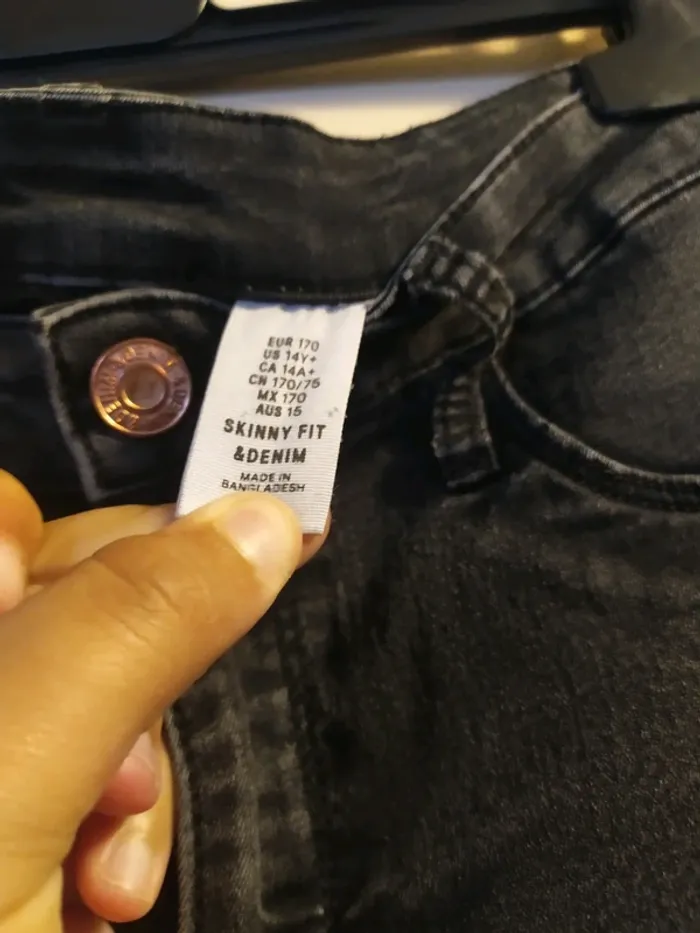 EUR 170
US 14Y+
CA 14A+
CN 170/75
MX 170
AUS 15
SKINNY FIT
&DENIM
MADE IN
BANGLADESH